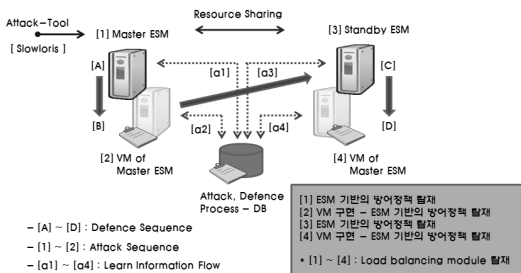 Attack-Tool
[ Slowloris ]
[1] Master ESM
Resource Sharing
[3] Standby ESM
[A]
[a1]
[a3]
[C]
[B]
[a2]
[a4]
[D]
[2] VM of
Master ESM
[4] VM of
Master ESM
Attack, Defence
Process - DB
- [A] ~ [D] : Defence Sequence
- [1] ~ [2] : Attack Sequence
- [a1] ~ [a4] : Learn Information Flow
[1] ESM 기반의 방어정책 탑재
[2] VM 구현 - ESM 기반의 방어정책 탑재
[3] ESM 기반의 방어정책 탑재
[4] VM 구현 - ESM 기반의 방어정책 탑재
* [1] ~ [4] : Load balancing module 탑재